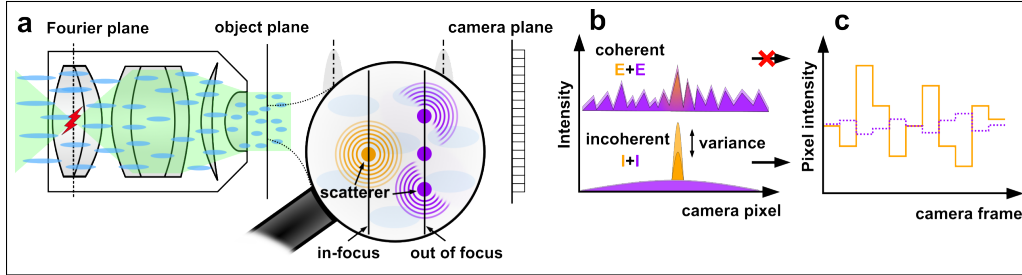 a
Fourier plane
object plane
camera plane
scatterer
in-focus
out of focus
b
Intensity
coherent
E+E
incoherent
I+I
variance
camera pixel
c
Pixel intensity
camera frame